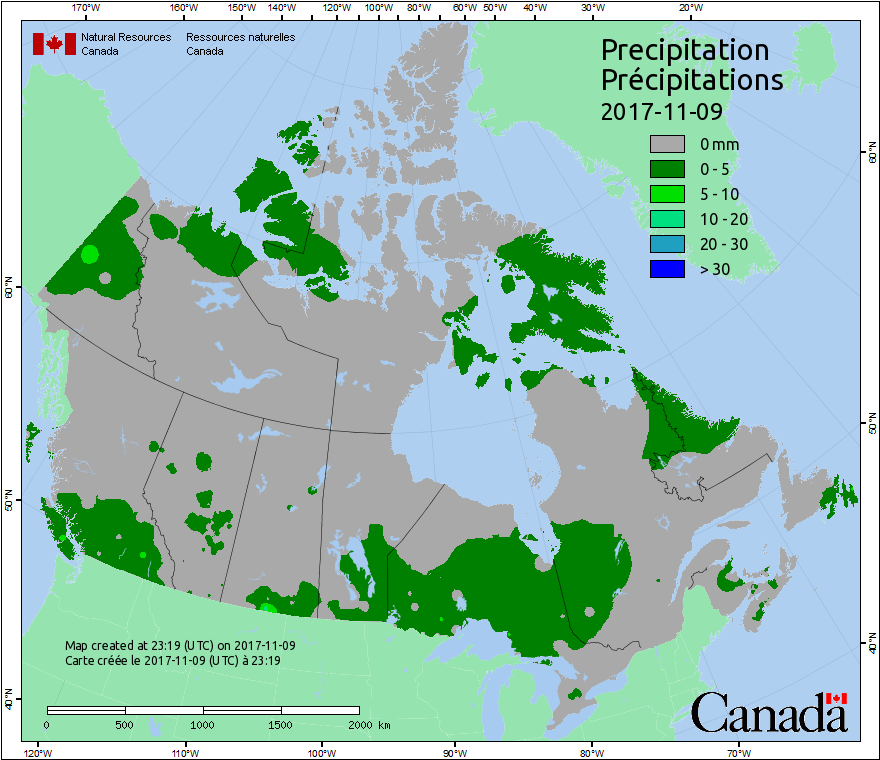 170°W 160°W 150°W 140°W 120°W 100°W 80°W 60°W 50°W 40°W 30°W 20°W
Natural Resources Ressources naturelles
Canada Canada
Precipitation
Précipitations
2017-11-09
0 mm
0 - 5
5 - 10
10 - 20
20 - 30
> 30
60°N
60°N
50°N
50°N
40°N
40°N
Map created at 23:19 (UTC) on 2017-11-09
Carte créée le 2017-11-09 (UTC) à 23:19
0 500 1000 1500 2000 km
Canada
120°W 110°W 100°W 90°W 80°W 70°W